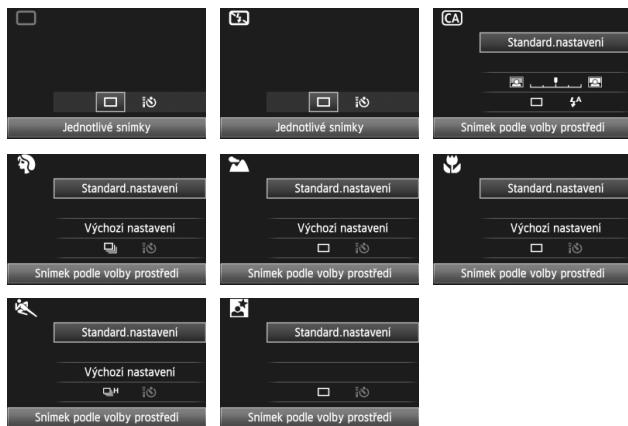 Jednotlivé snímky
Jednotlivé snímky
CA
Standard.nastavení
A
Snímek podle volby prostředí
Standard.nastavení
Výchozí nastavení
Snímek podle volby prostředí
Standard.nastavení
Výchozí nastavení
Snímek podle volby prostředí
Standard.nastavení
Výchozí nastavení
Snímek podle volby prostředí
Standard.nastavení
Výchozí nastavení
H
Snímek podle volby prostředí
Standard.nastavení
Snímek podle volby prostředí